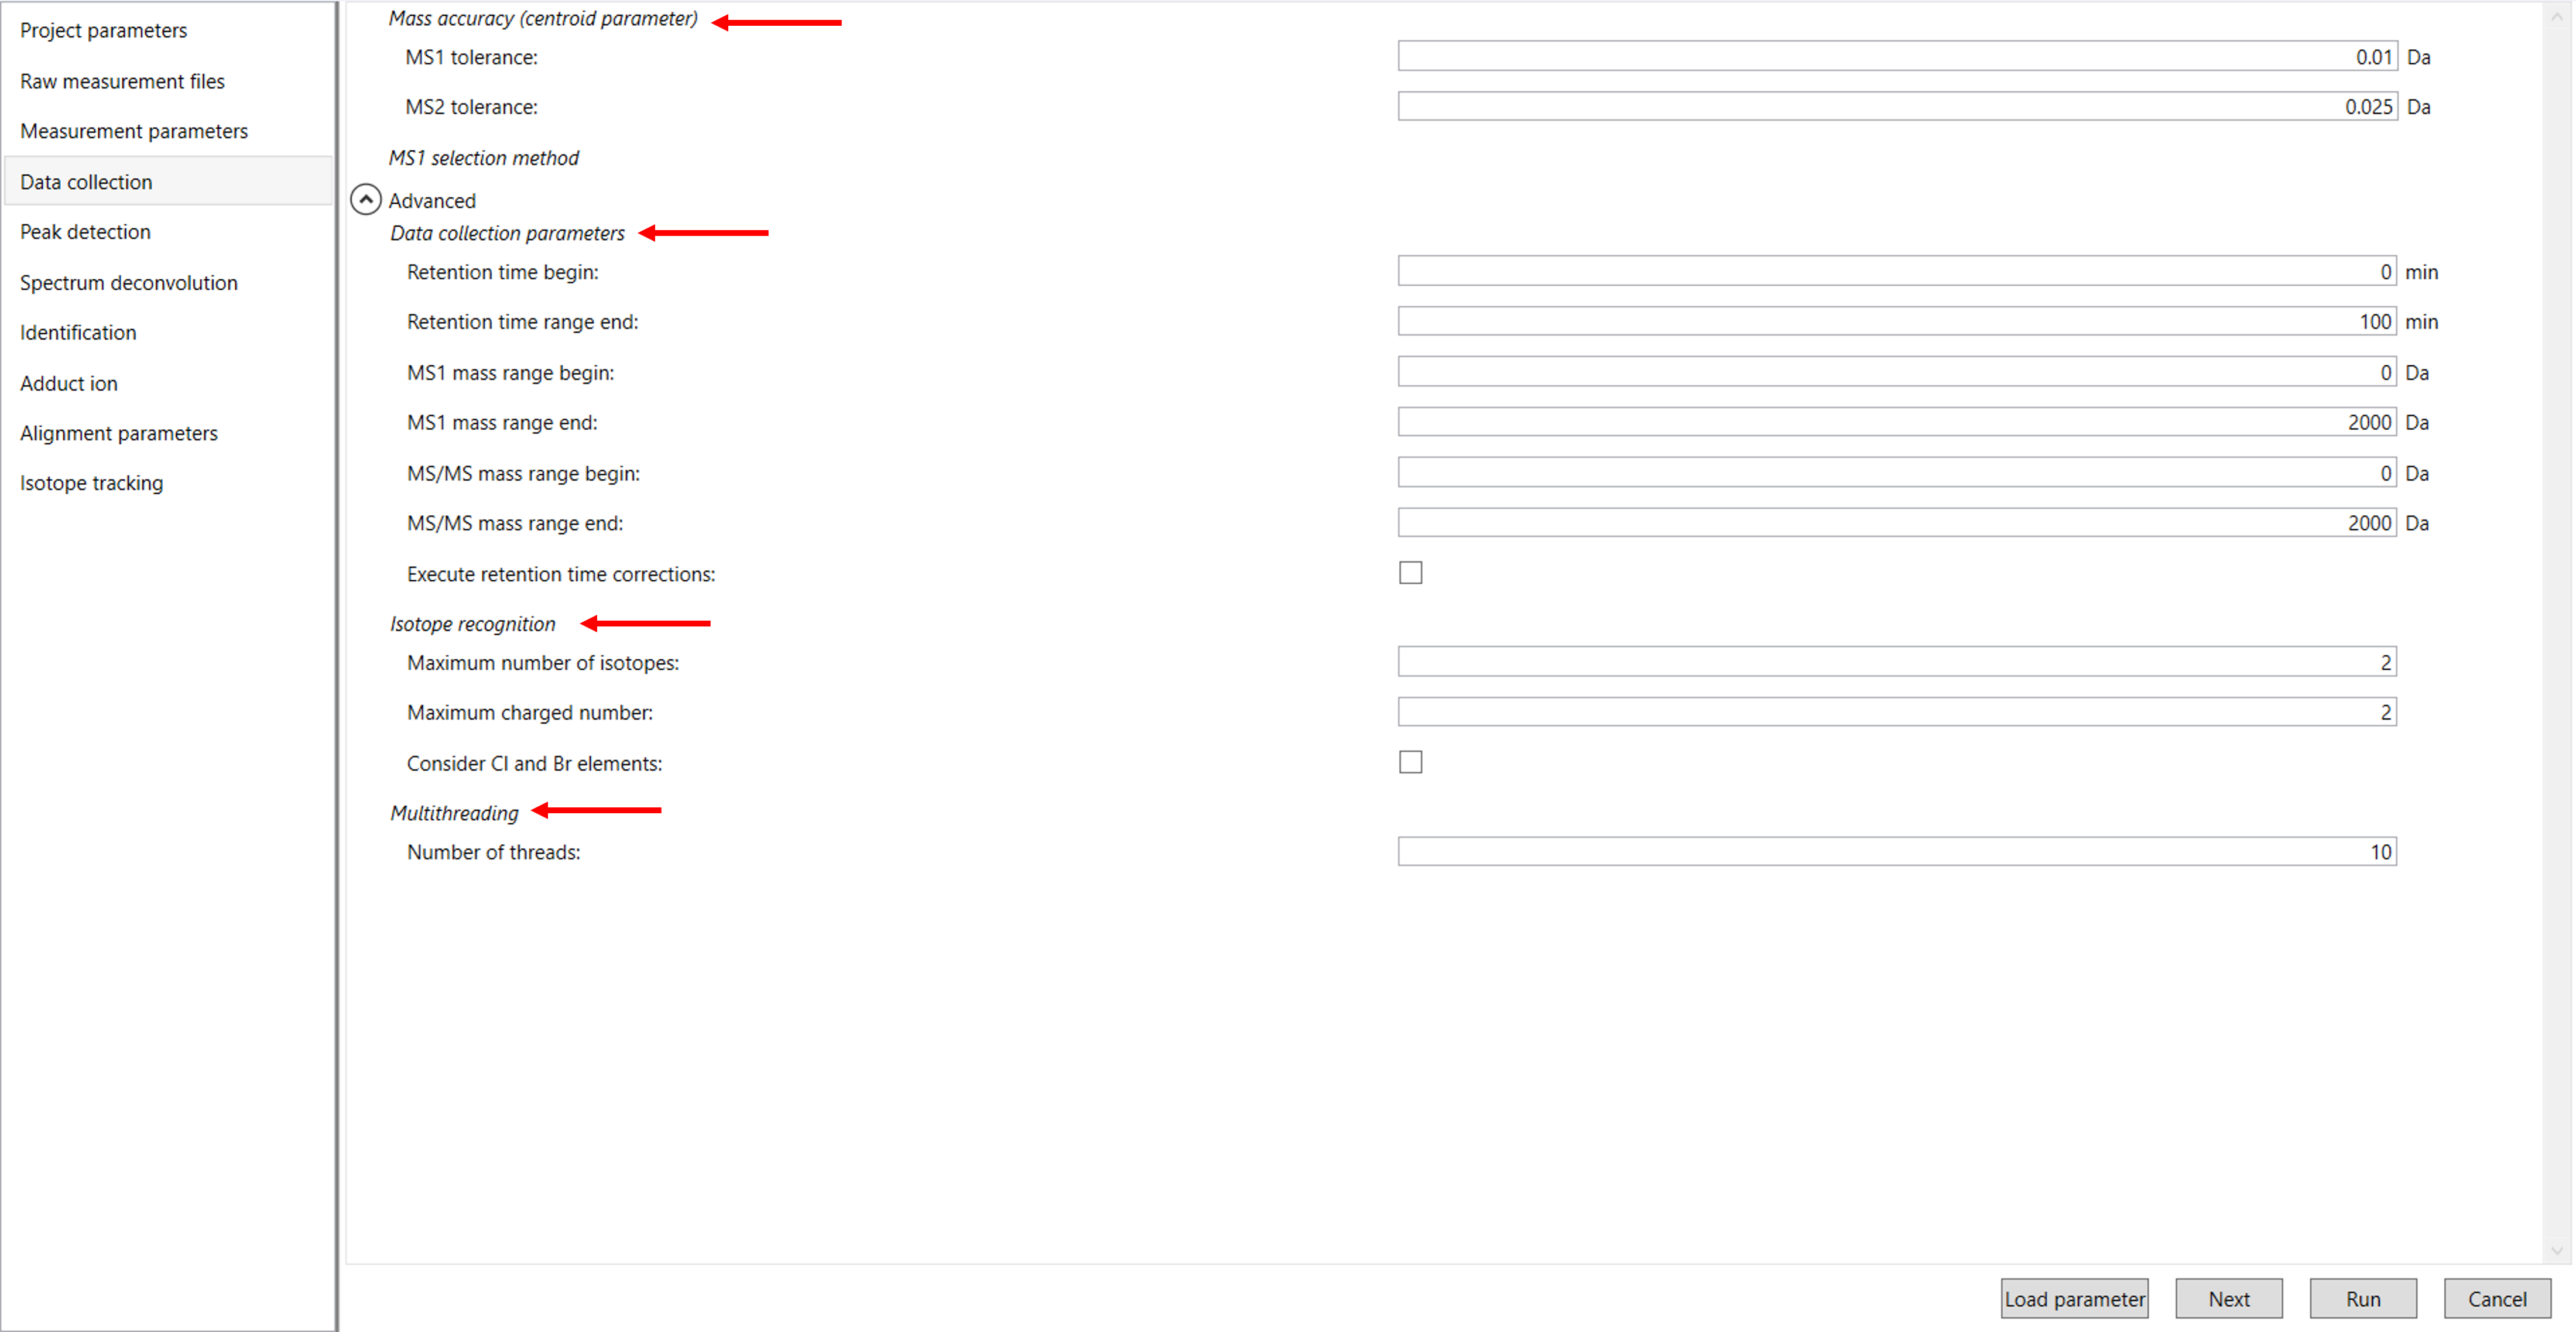 Project parameters
Raw measurement files
Measurement parameters
Data collection
Peak detection
Spectrum deconvolution
Identification
Adduct ion
Alignment parameters
Isotope tracking
Mass accuracy (centroid parameter)
MS1 tolerance: 0.01 Da
MS2 tolerance: 0.025 Da
MS1 selection method
Advanced
Data collection parameters
Retention time begin: 0 min
Retention time range end: 100 min
MS1 mass range begin: 0 Da
MS1 mass range end: 2000 Da
MS/MS mass range begin: 0 Da
MS/MS mass range end: 2000 Da
Execute retention time corrections:
Isotope recognition
Maximum number of isotopes: 2
Maximum charged number: 2
Consider Cl and Br elements:
Multithreading
Number of threads: 10
Load parameter Next Run Cancel